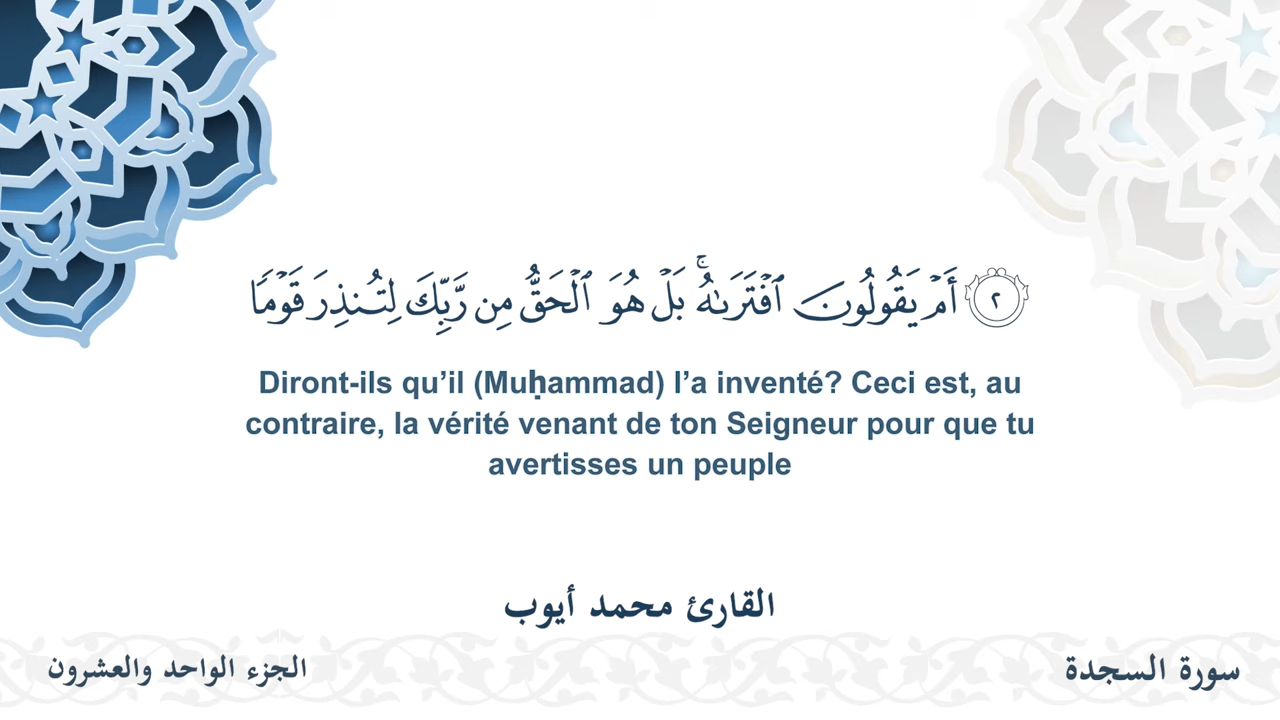 ٢ أَمۡ يَقُولُونَ ٱفۡتَرَىٰهُۚ بَلۡ هُوَ ٱلۡحَقُّ مِن رَّبِّكَ لِتُنذِرَ قَوۡمٗا
Diront-ils qu’il (Muḥammad) l’a inventé? Ceci est, au
contraire, la vérité venant de ton Seigneur pour que tu
avertisses un peuple
القارئ محمد أيوب
سورة السجدة
الجزء الواحد والعشرون